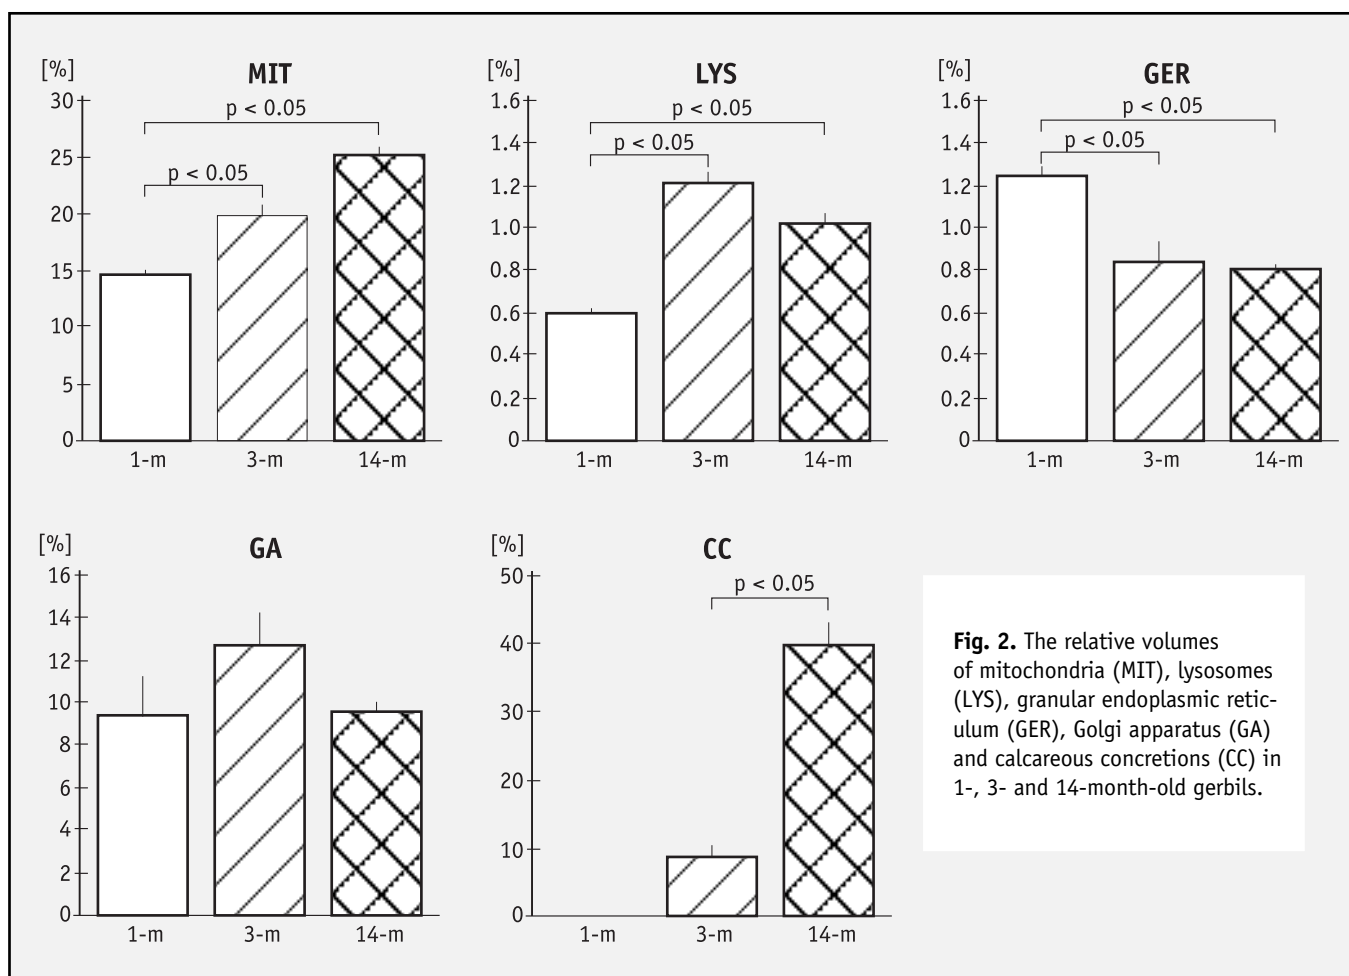 [%] MIT
30
25
20
15
10
5
0
p < 0.05
p < 0.05
1-m 3-m 14-m
[%] LYS
1.6
1.4
1.2
1.0
0.8
0.6
0.4
0.2
0
p < 0.05
p < 0.05
1-m 3-m 14-m
[%] GER
1.6
1.4
1.2
1.0
0.8
0.6
0.4
0.2
0
p < 0.05
p < 0.05
1-m 3-m 14-m
[%] GA
16
14
12
10
8
6
4
2
0
1-m 3-m 14-m
[%] CC
50
40
30
20
10
0
p < 0.05
1-m 3-m 14-m
Fig. 2. The relative volumes
of mitochondria (MIT), lysosomes
(LYS), granular endoplasmic retic-
ulum (GER), Golgi apparatus (GA)
and calcareous concretions (CC) in
1-, 3- and 14-month-old gerbils.